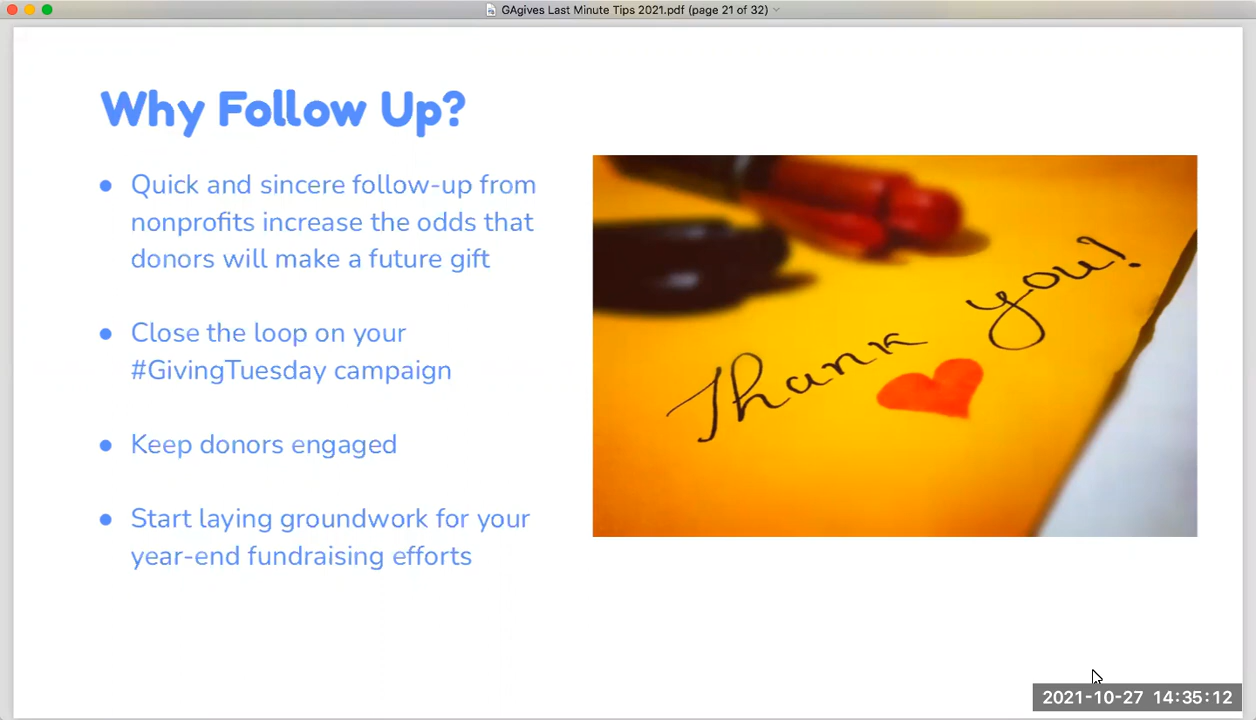 GAgives Last Minute Tips 2021.pdf (page 21 of 32)
Why Follow Up?
● Quick and sincere follow-up from
nonprofits increase the odds that
donors will make a future gift
● Close the loop on your
#GivingTuesday campaign
● Keep donors engaged
● Start laying groundwork for your
year-end fundraising efforts
Thank you!
2021-10-27 14:35:12